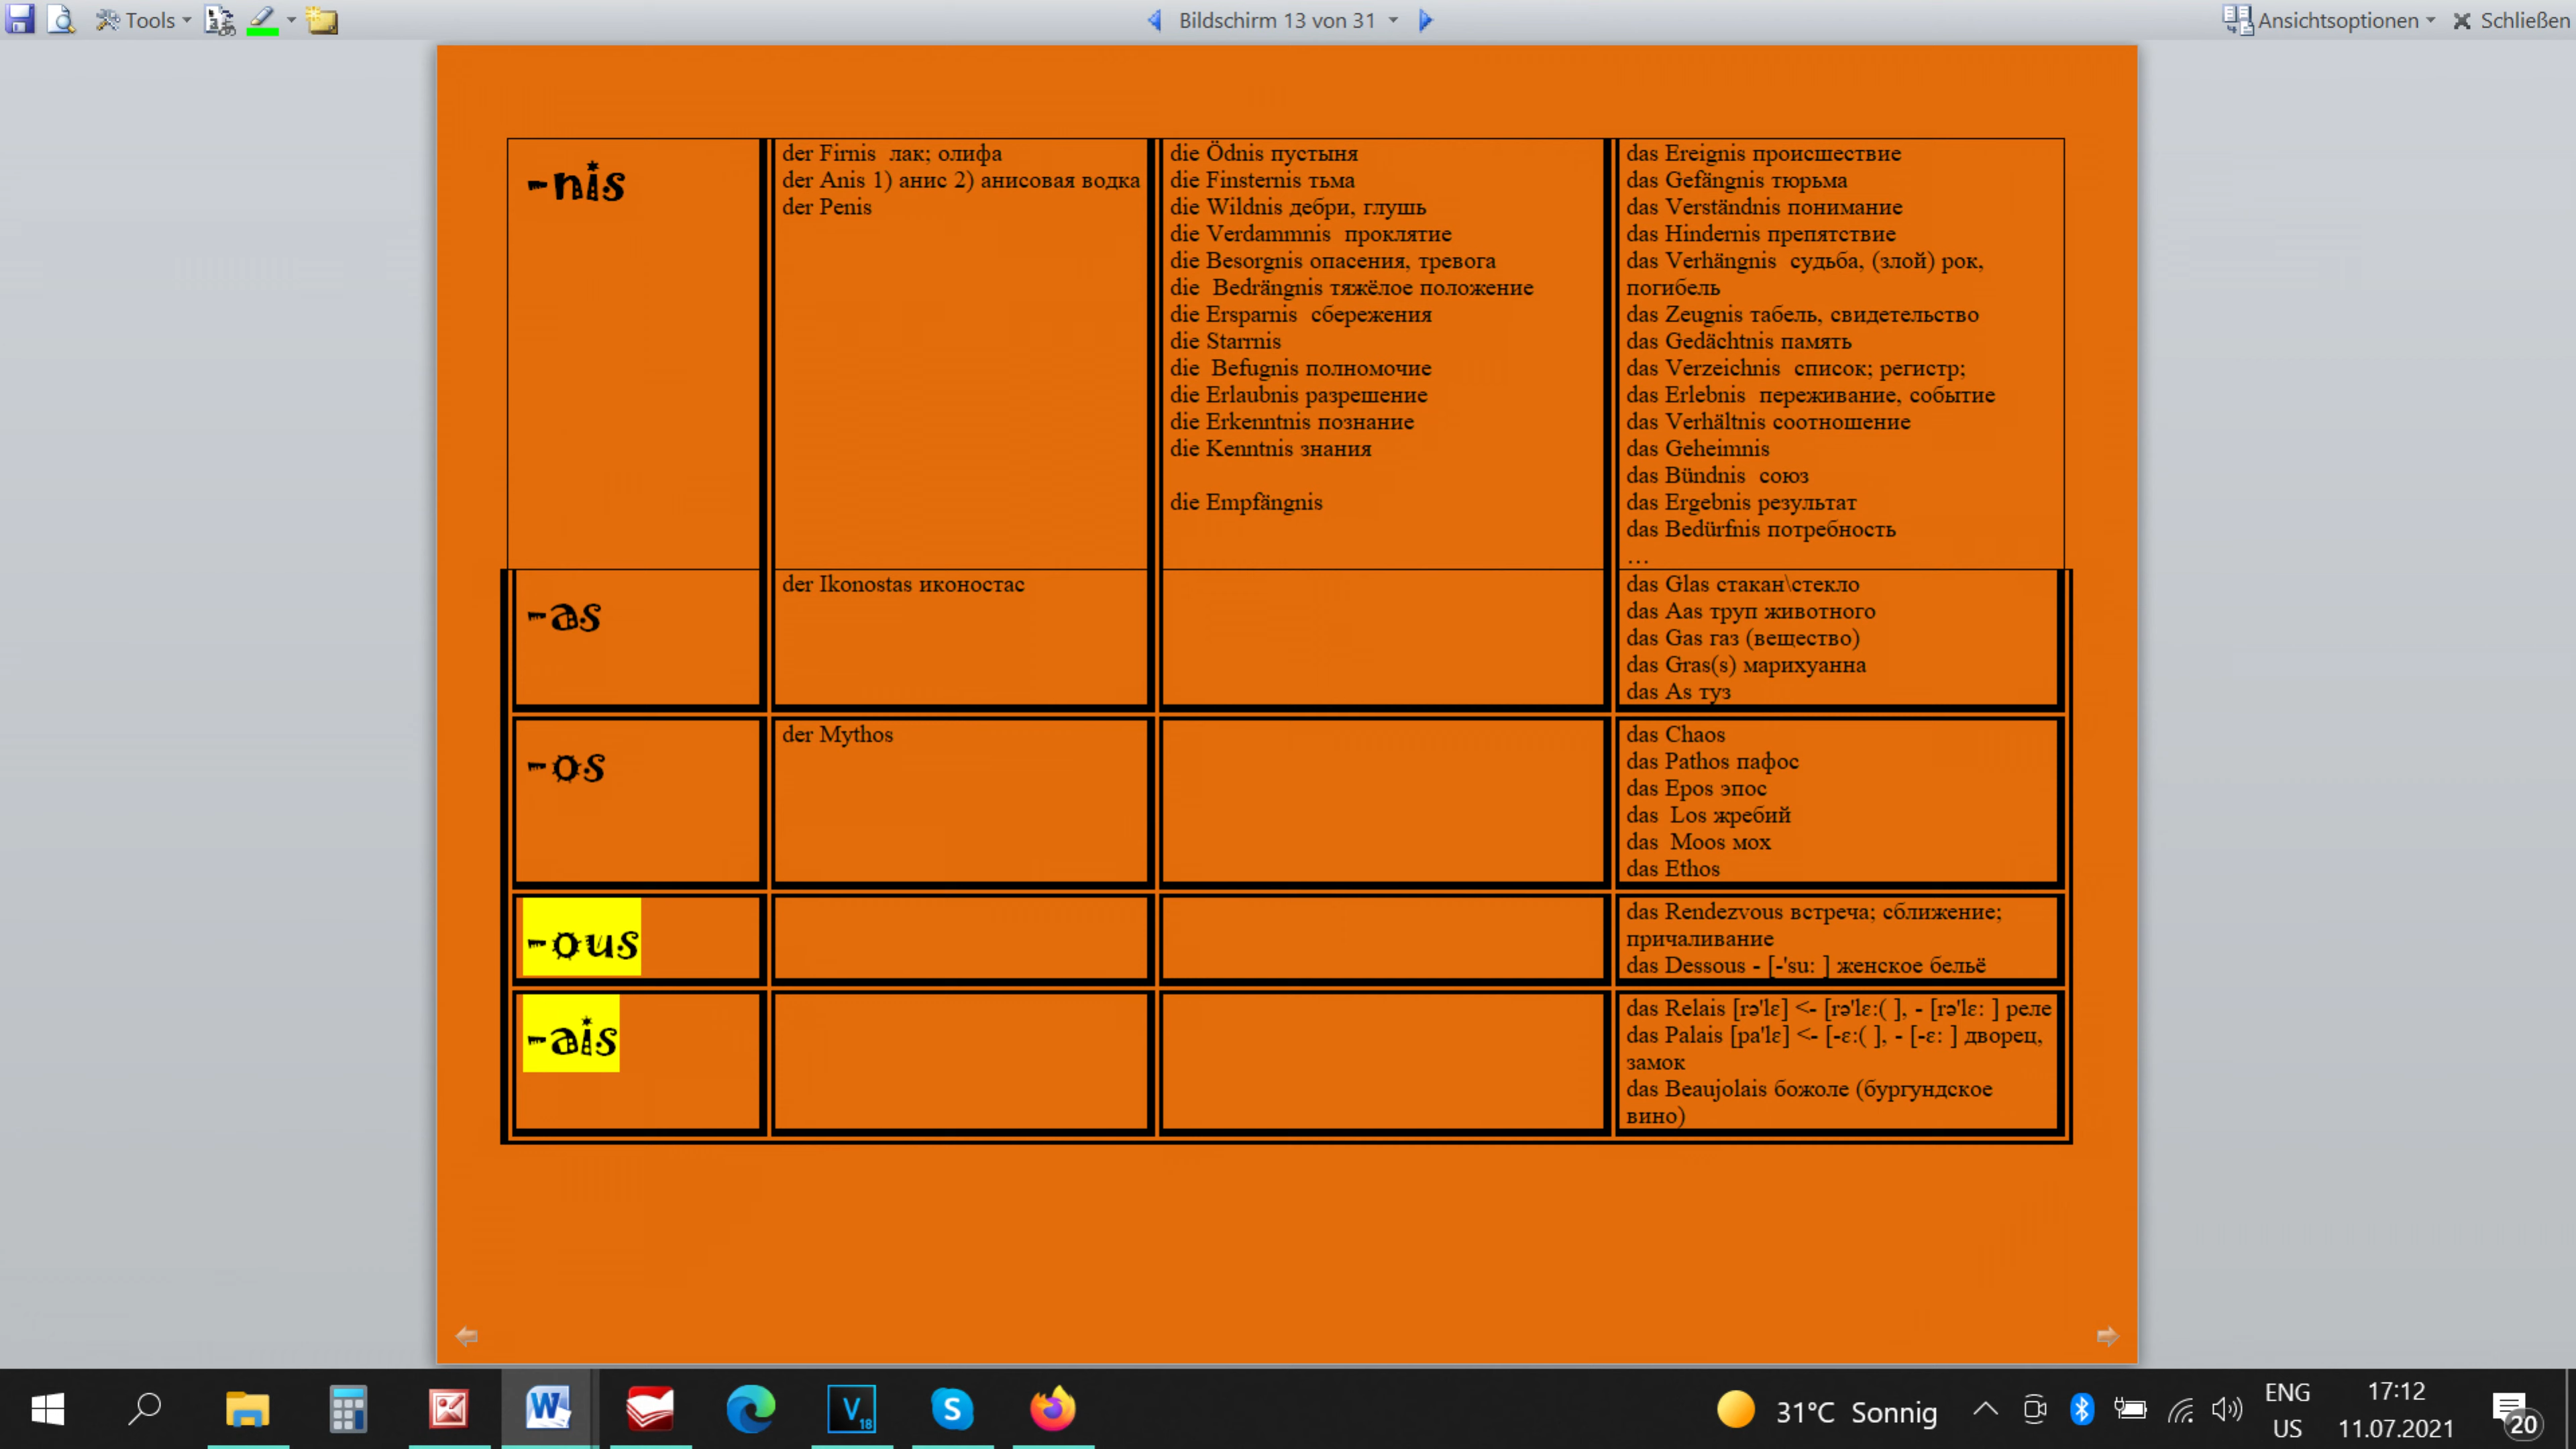 Tools
Bildschirm 13 von 31
Ansichtsoptionen
Schließen
-nis
der Firnis лак; олифа
der Anis 1) анис 2) анисовая водка
der Penis
die Ödnis пустыня
die Finsternis тьма
die Wildnis дебри, глушь
die Verdammnis проклятие
die Besorgnis опасения, тревога
die Bedrängnis тяжёлое положение
die Ersparnis сбережения
die Starrnis
die Befugnis полномочие
die Erlaubnis разрешение
die Erkenntnis познание
die Kenntnis знания
die Empfängnis
das Ereignis происшествие
das Gefängnis тюрьма
das Verständnis понимание
das Hindernis препятствие
das Verhängnis судьба, (злой) рок,
погибель
das Zeugnis табель, свидетельство
das Gedächtnis память
das Verzeichnis список; регистр;
das Erlebnis переживание, событие
das Verhältnis соотношение
das Geheimnis
das Bündnis союз
das Ergebnis результат
das Bedürfnis потребность
…
-as
der Ikonostas иконостас
das Glas стакан\стекло
das Aas труп животного
das Gas газ (вещество)
das Gras(s) марихуанна
das As туз
-os
der Mythos
das Chaos
das Pathos пафос
das Epos эпос
das Los жребий
das Moos мох
das Ethos
-ous
das Rendezvous встреча; сближение;
причаливание
das Dessous - [-'su: ] женское бельё
-ais
das Relais [rə'lɛ] <- [rə'lɛ:( ], - [rə'lɛ: ] реле
das Palais [pa'lɛ] <- [-ɛ:( ], - [-ɛ: ] дворец,
замок
das Beaujolais божоле (бургундское
вино)
31°C Sonnig
ENG
US
17:12
11.07.2021
20